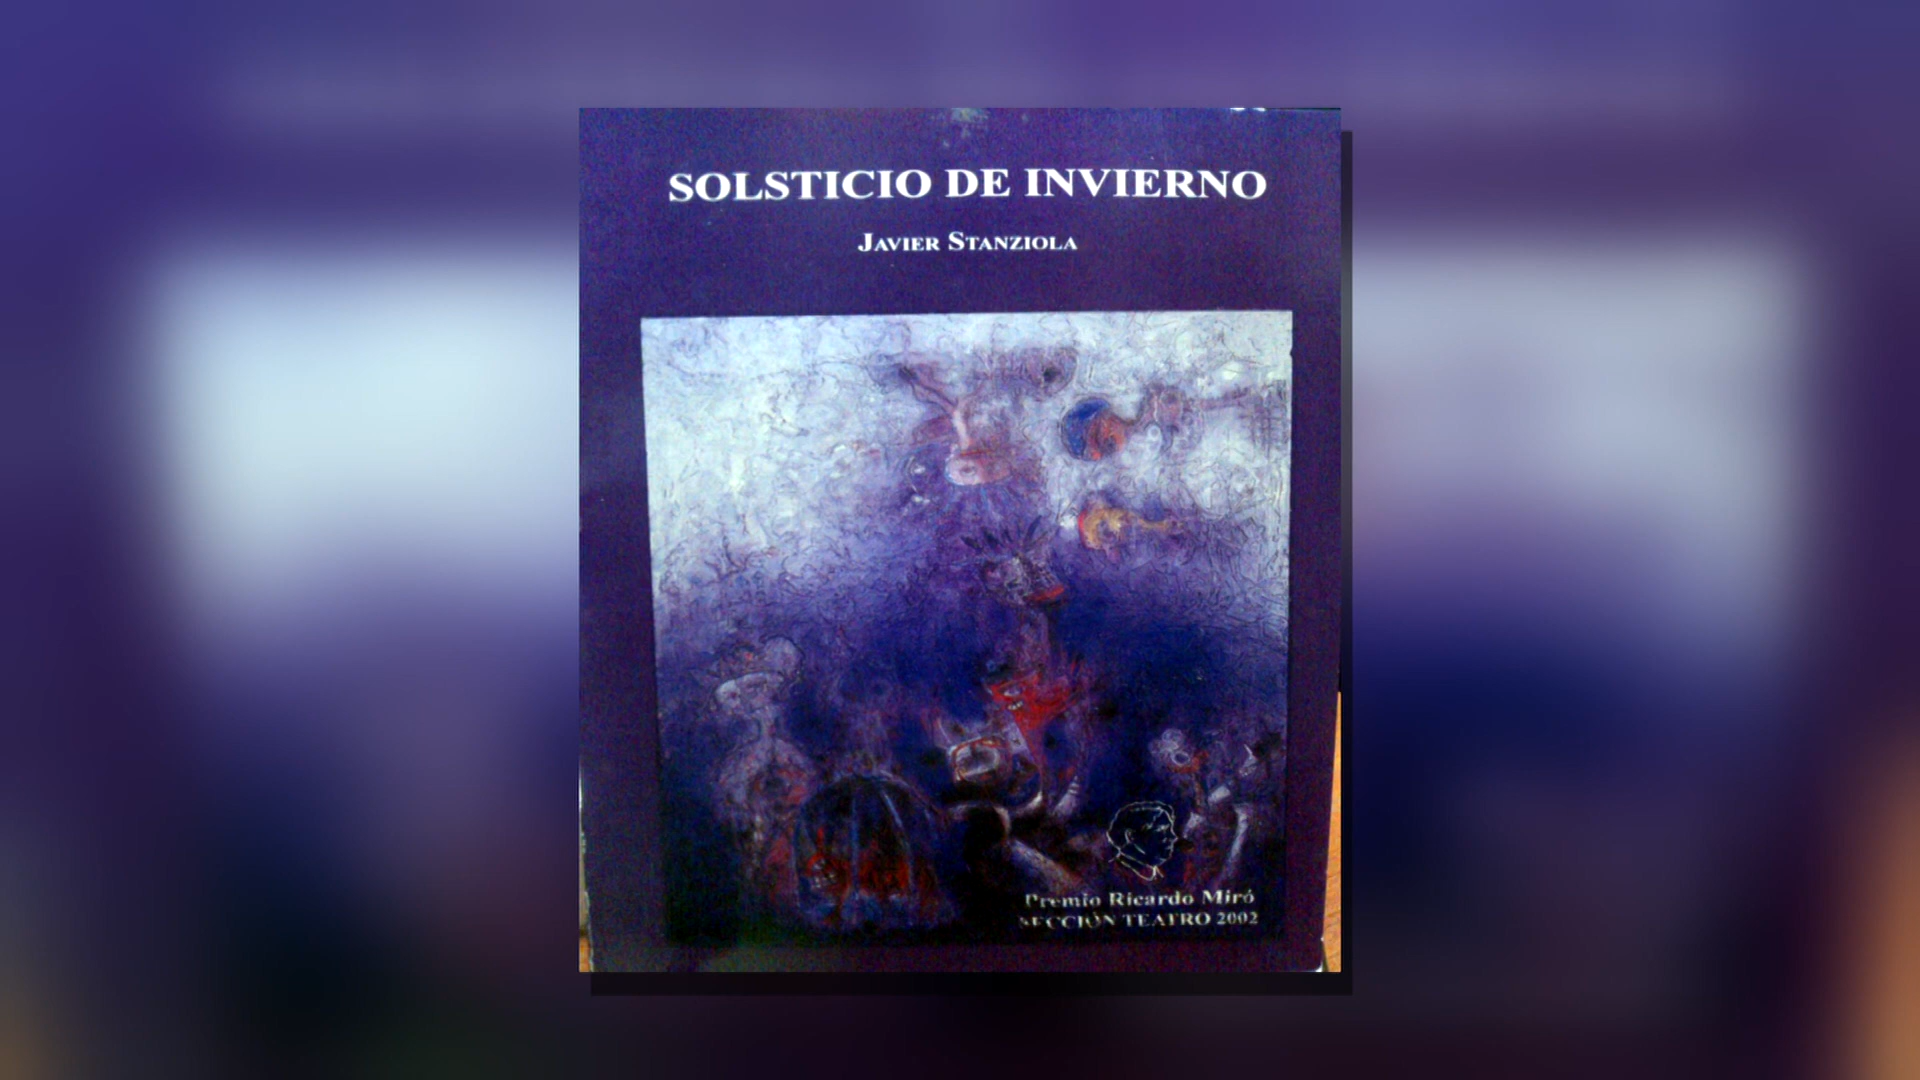 SOLSTICIO DE INVIERNO
JAVIER STANZIOLA
Premio Ricardo Miró
SECCIÓN TEATRO 2002